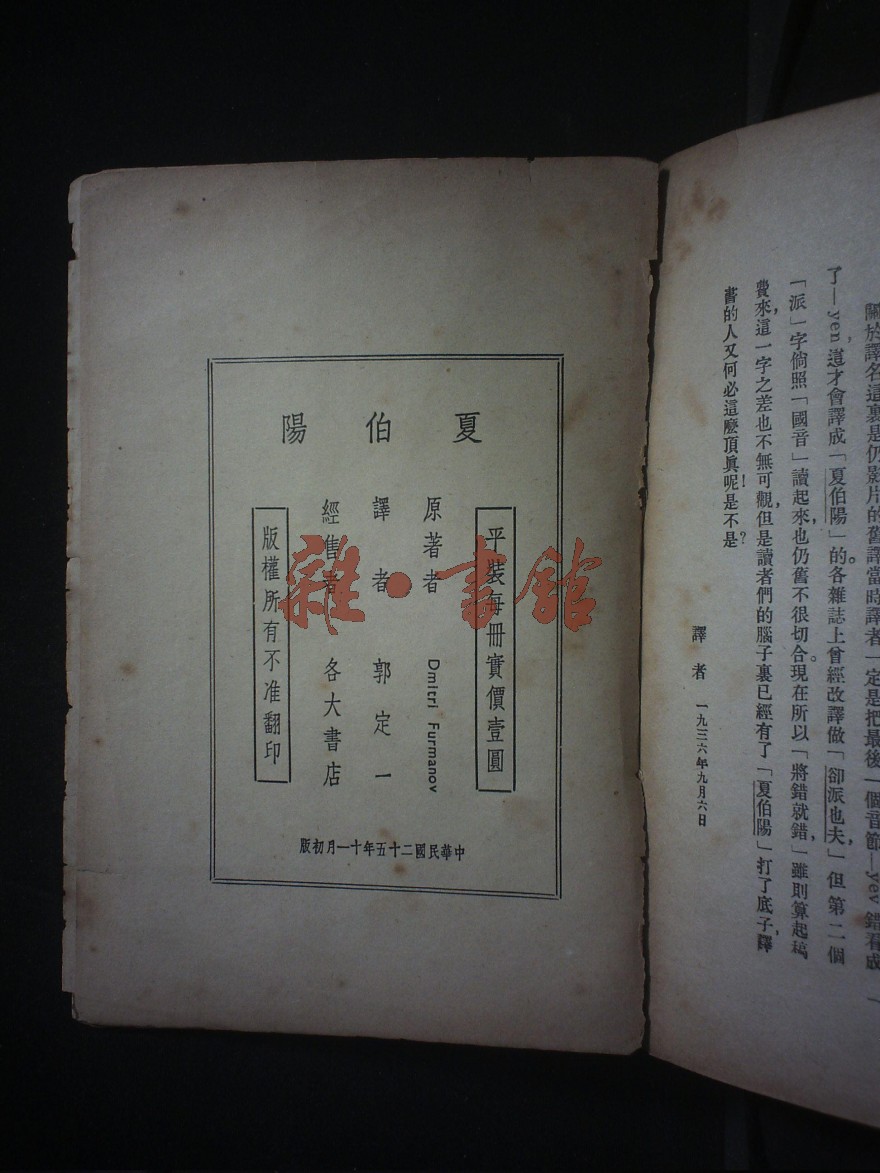 關於譯名這裏是仍影片的舊譯當時譯者一定是把最後一個音節—yev 錯看成
了—yen,道才會譯成「夏伯陽」的。各雜誌上曾經改譯做「卻派也夫」,但第二個
「派」字倘照「國音」讀起來,也仍舊不很切合。現在所以「將錯就錯」,雖則算起稿
費來,這一字之差也不無可觀!但是讀者們的腦子裏已經有了「夏伯陽」打了底子,譯
書的人又何必這麼頂眞呢,是不是?
譯者 一九三六年九月六日
夏伯陽
平裝每冊實價壹圓
原著者 Dmitri Furmanov
譯者 郭定一
經售者 各大書店
版權所有不准翻印
中華民國二十五年十一月初版
雜·書館